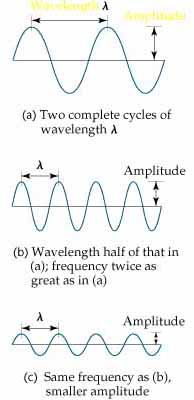 Wavelength λ Amplitude
(a) Two complete cycles of
wavelength λ
λ Amplitude
(b) Wavelength half of that in
(a); frequency twice as
great as in (a)
λ Amplitude
(c) Same frequency as (b),
smaller amplitude